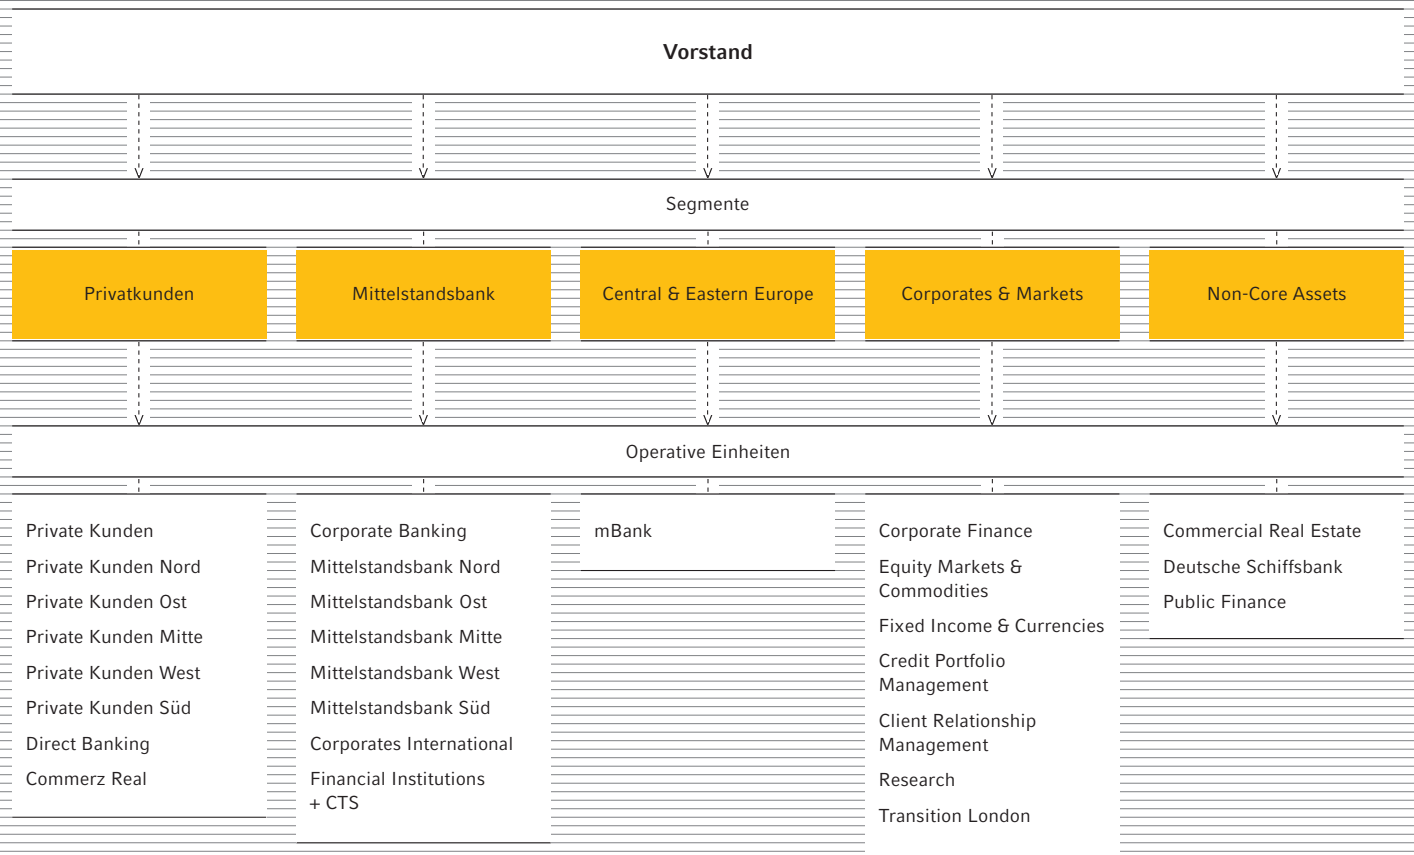 Vorstand
Segmente
Privatkunden
Mittelstandsbank
Central & Eastern Europe
Corporates & Markets
Non-Core Assets
Operative Einheiten
Private Kunden
Private Kunden Nord
Private Kunden Ost
Private Kunden Mitte
Private Kunden West
Private Kunden Süd
Direct Banking
Commerz Real
Corporate Banking
Mittelstandsbank Nord
Mittelstandsbank Ost
Mittelstandsbank Mitte
Mittelstandsbank West
Mittelstandsbank Süd
Corporates International
Financial Institutions
+ CTS
mBank
Corporate Finance
Equity Markets &
Commodities
Fixed Income & Currencies
Credit Portfolio
Management
Client Relationship
Management
Research
Transition London
Commercial Real Estate
Deutsche Schiffsbank
Public Finance